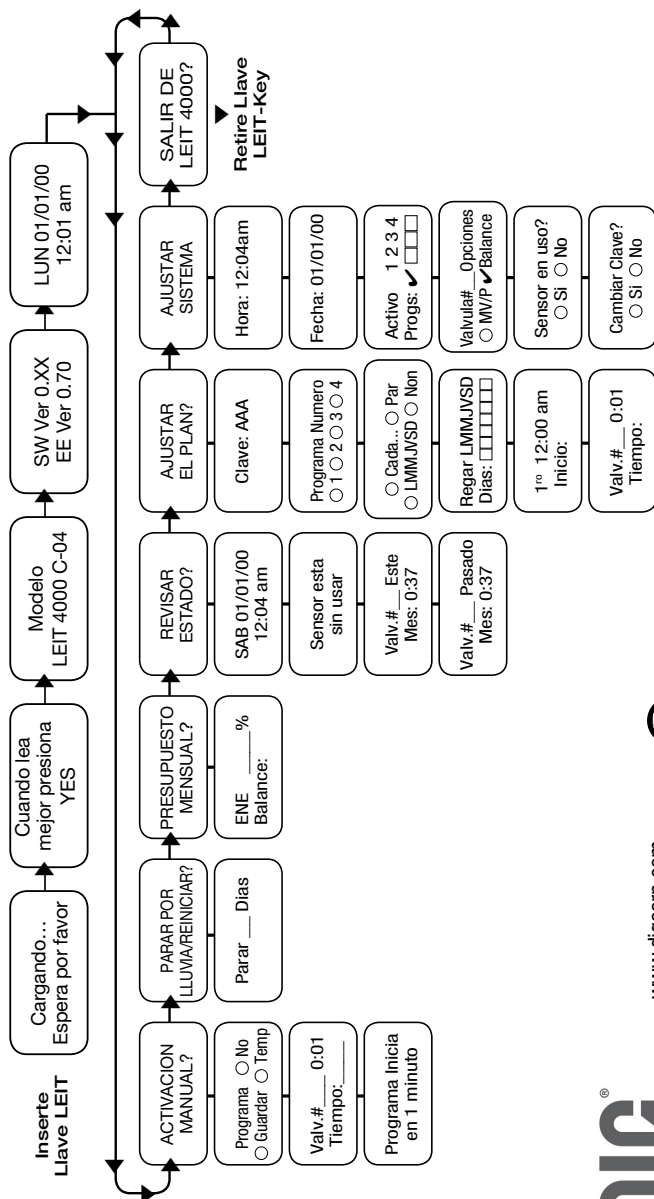 Inserte
Llave LEIT
Cargando...
Espera por favor
Cuando lea
mejor presiona
YES
Modelo
LEIT 4000 C-04
SW Ver 0.XX
EE Ver 0.70
LUN 01/01/00
12:01 am
ACTIVACION
MANUAL?
Programa ○ No
○ Guardar ○ Temp
Valv.#___ 0:01
Tiempo:____
Programa Inicia
en 1 minuto
PARAR POR
LLUVIA/REINICIAR?
Parar __ Dias
PRESUPUESTO
MENSUAL?
ENE ____%
Balance:
REVISAR
ESTADO?
SAB 01/01/00
12:04 am
Sensor esta
sin usar
Valv.#__ Este
Mes: 0:37
Valv.#__ Pasado
Mes: 0:37
AJUSTAR
EL PLAN?
Clave: AAA
Programa Numero
○ 1 ○ 2 ○ 3 ○ 4
○ Cada... ○ Par
○ LMMJVSD ○ Non
Regar LMMJVSD
Dias: □□□□□□□
1ro 12:00 am
Inicio:
Valv.#__ 0:01
Tiempo:
AJUSTAR
SISTEMA
Hora: 12:04am
Fecha: 01/01/00
Activo 1 2 3 4
Progs: ✔ □□□
Valvula#__Opciones
○ MV/P ✔Balance
Sensor en uso?
○ Si ○ No
Cambiar Clave?
○ Si ○ No
SALIR DE
LEIT 4000?
Retire Llave
LEIT-Key